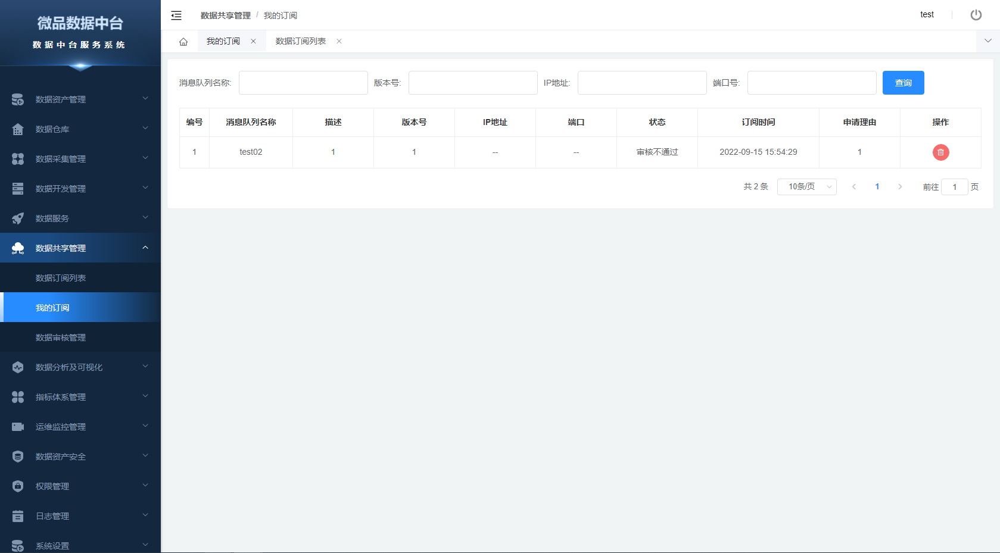 微品数据中台
数据中台服务系统
数据资产管理
数据仓库
数据采集管理
数据开发管理
数据服务
数据共享管理
数据订阅列表
我的订阅
数据审核管理
数据分析及可视化
指标体系管理
运维监控管理
数据资产安全
权限管理
日志管理
系统设置
数据共享管理 / 我的订阅
test
我的订阅 数据订阅列表
消息队列名称: 版本号: IP地址: 端口号: 查询
编号 消息队列名称 描述 版本号 IP地址 端口 状态 订阅时间 申请理由 操作
1 test02 1 1 -- -- 审核不通过 2022-09-15 15:54:29 1
共 2 条 10条/页 1 前往 1 页